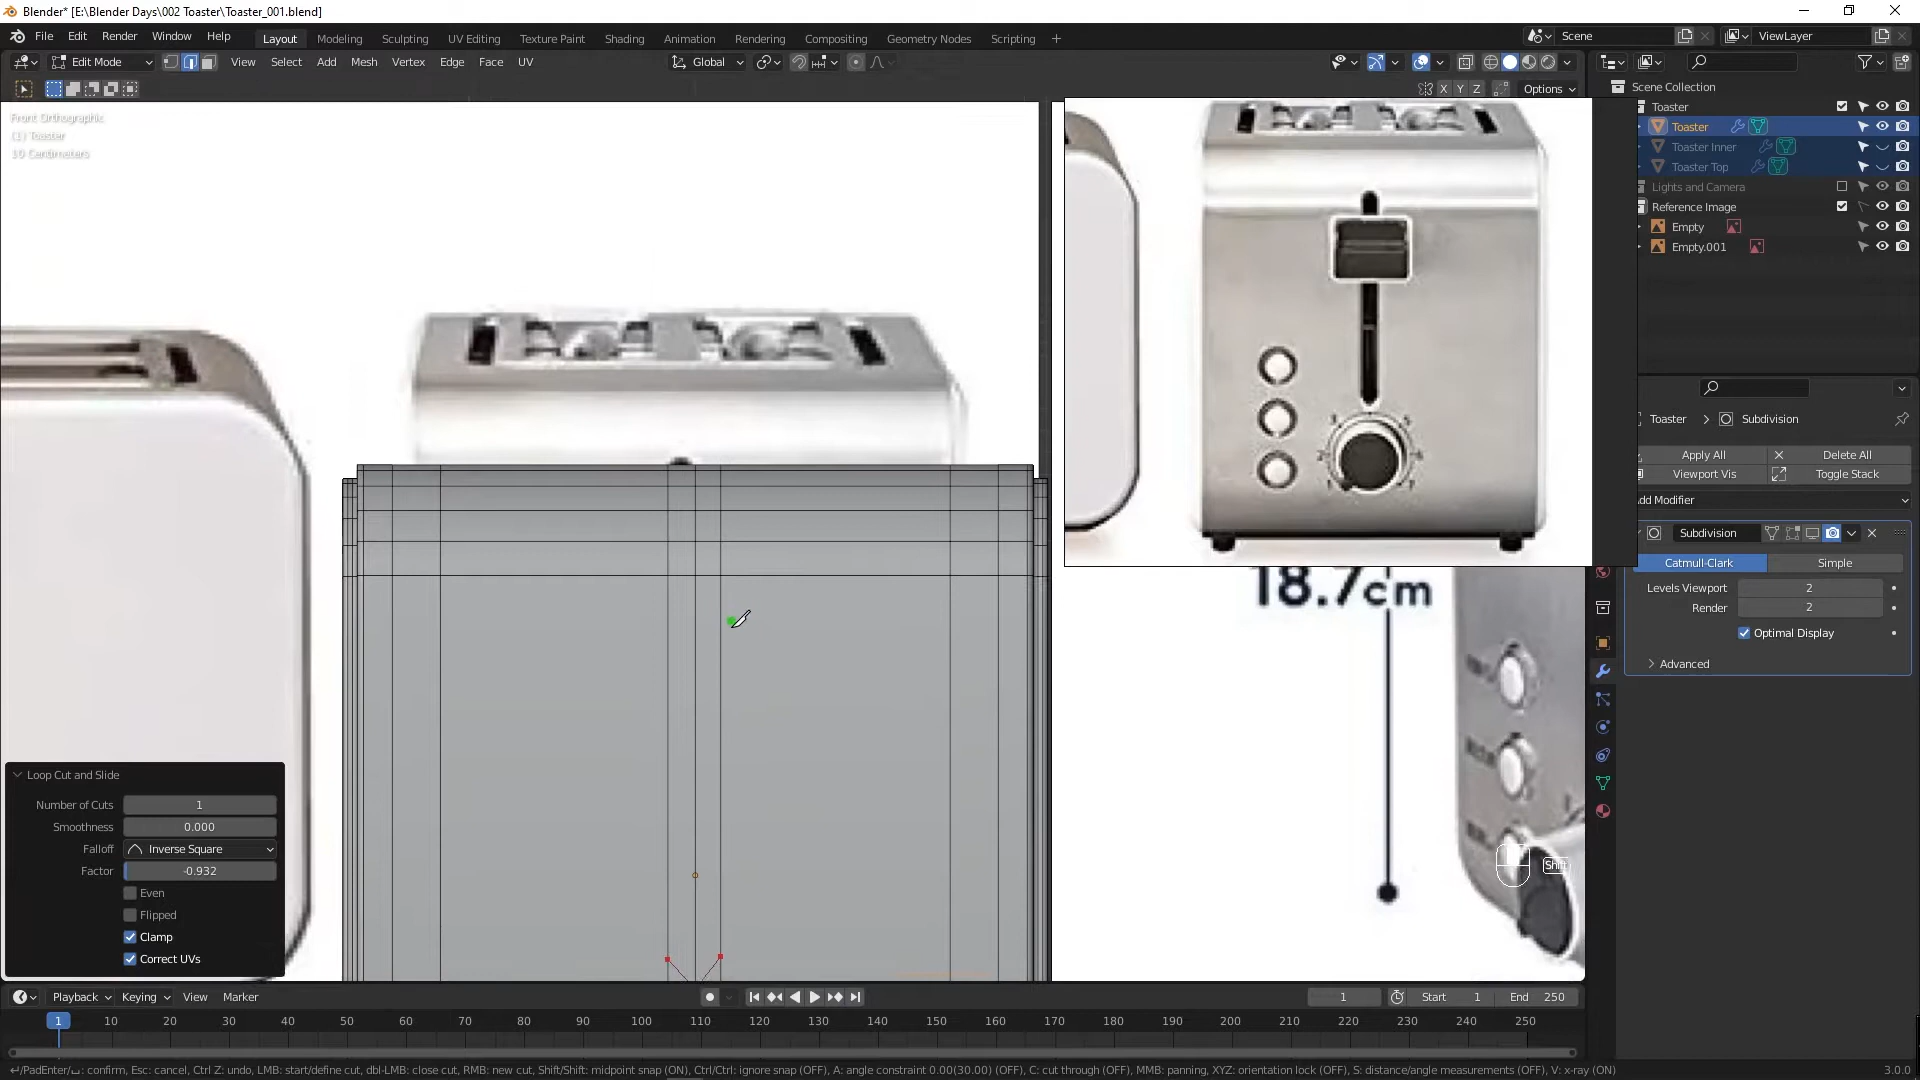 Blender* [E:\Blender Days\002 Toaster\Toaster_001.blend]
File Edit Render Window Help
Layout Modeling Sculpting UV Editing Texture Paint Shading Animation Rendering Compositing Geometry Nodes Scripting +
Scene
ViewLayer
Edit Mode
View Select Add Mesh Vertex Edge Face UV
Global
X Y Z
Options
Front Orthographic
(1) Toaster
10 Centimeters
Scene Collection
Toaster
Toaster
Toaster Inner
Toaster Top
Lights and Camera
Reference Image
Empty
Empty.001
Toaster > Subdivision
Apply All
Delete All
Viewport Vis
Toggle Stack
dd Modifier
Subdivision
Catmull-Clark
Simple
Levels Viewport 2
Render 2
Optimal Display
Advanced
18.7cm
Shift
Loop Cut and Slide
Number of Cuts 1
Smoothness 0.000
Falloff Inverse Square
Factor -0.932
Even
Flipped
Clamp
Correct UVs
Playback Keying View Marker
1
Start 1
End 250
1 10 20 30 40 50 60 70 80 90 100 110 120 130 140 150 160 170 180 190 200 210 220 230 240 250
↵/PadEnter/⎵: confirm, Esc: cancel, Ctrl Z: undo, LMB: start/define cut, dbl-LMB: close cut, RMB: new cut, Shift/Shift: midpoint snap (ON), Ctrl/Ctrl: ignore snap (OFF), A: angle constraint 0.00(30.00) (OFF), C: cut through (OFF), MMB: panning, XYZ: orientation lock (OFF), S: distance/angle measurements (OFF), V: x-ray (ON)
3.0.0